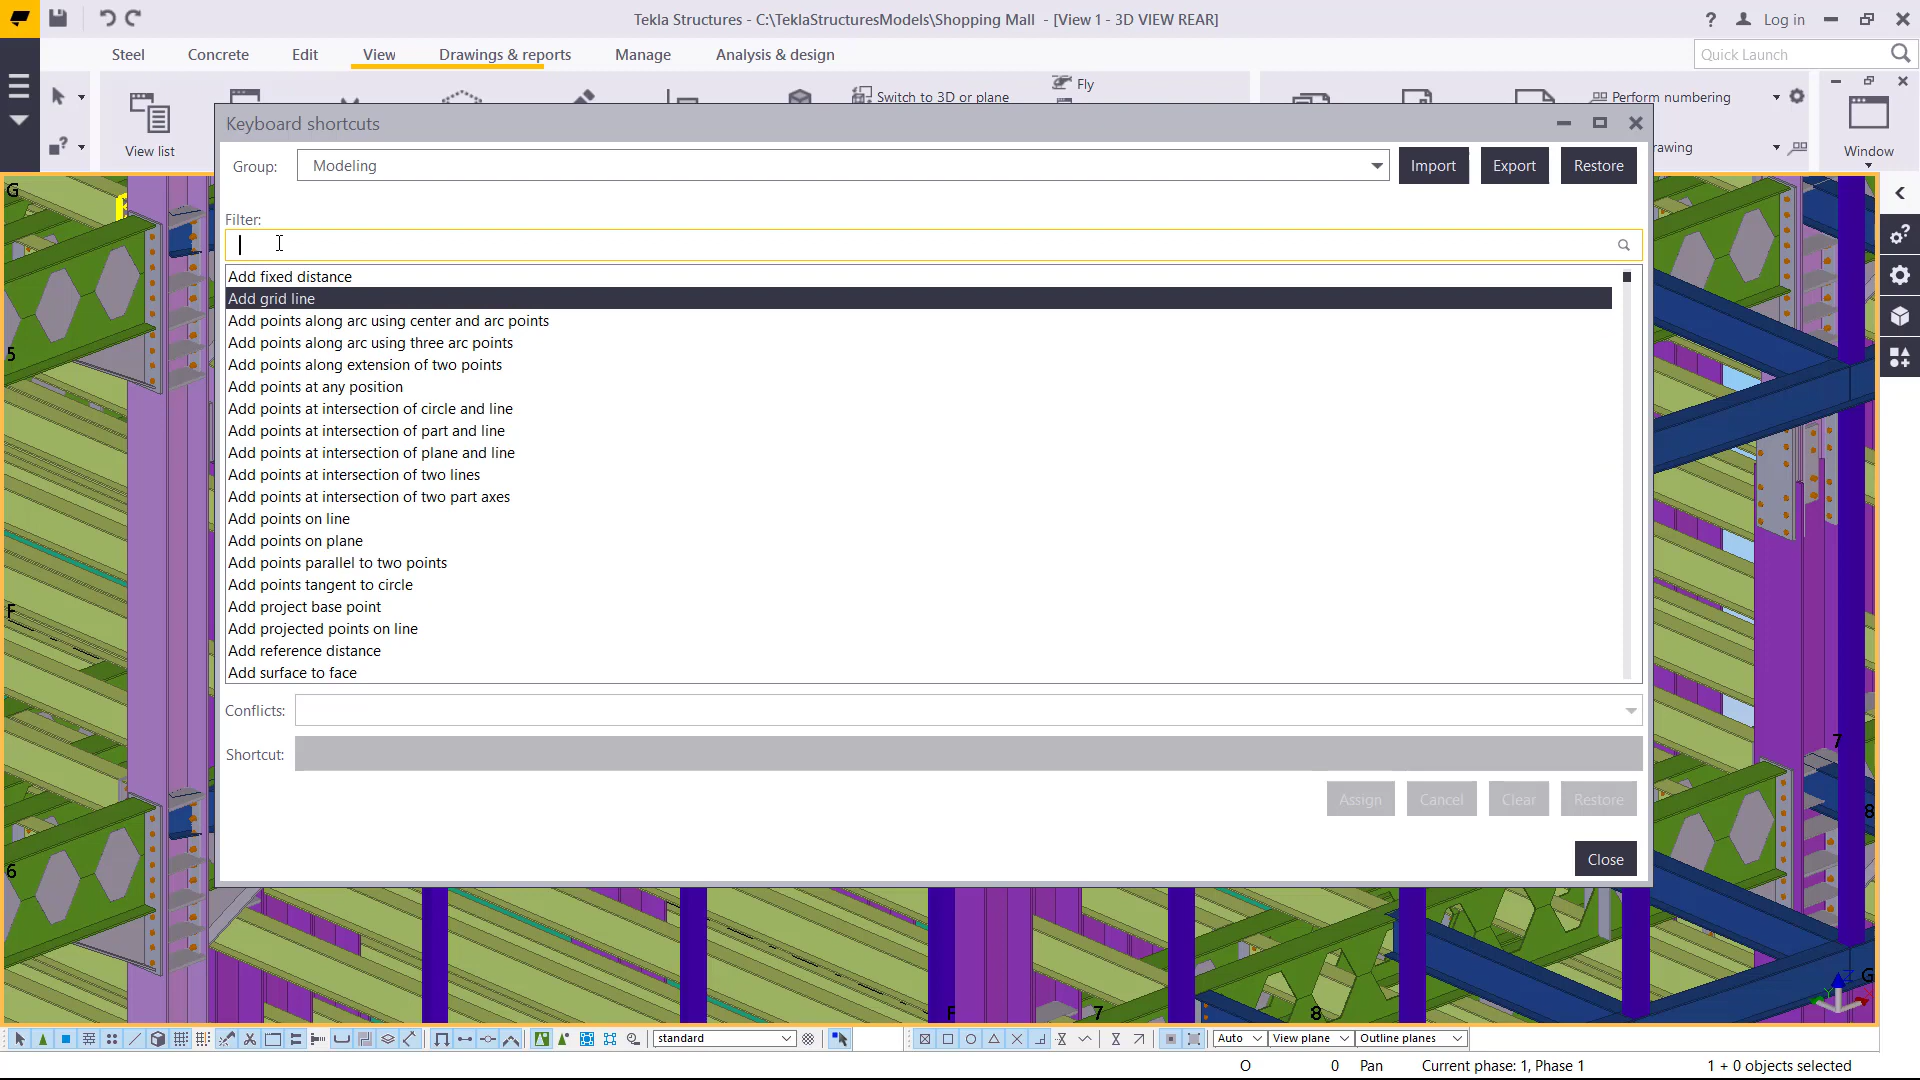 Tekla Structures - C:\TeklaStructuresModels\Shopping Mall - [View 1 - 3D VIEW REAR]
? Log in
Steel Concrete Edit View Drawings & reports Manage Analysis & design
Quick Launch
Fly
Switch to 3D or plane
Perform numbering
View list
rawing
Window
Keyboard shortcuts
Group: Modeling Import Export Restore
Filter:
Add fixed distance
Add grid line
Add points along arc using center and arc points
Add points along arc using three arc points
Add points along extension of two points
Add points at any position
Add points at intersection of circle and line
Add points at intersection of part and line
Add points at intersection of plane and line
Add points at intersection of two lines
Add points at intersection of two part axes
Add points on line
Add points on plane
Add points parallel to two points
Add points tangent to circle
Add project base point
Add projected points on line
Add reference distance
Add surface to face
Conflicts:
Shortcut:
Assign Cancel Clear Restore
Close
G
5
F
6
7
8
Z
G
F 7 8
standard Auto View plane Outline planes
O 0 Pan Current phase: 1, Phase 1 1 + 0 objects selected